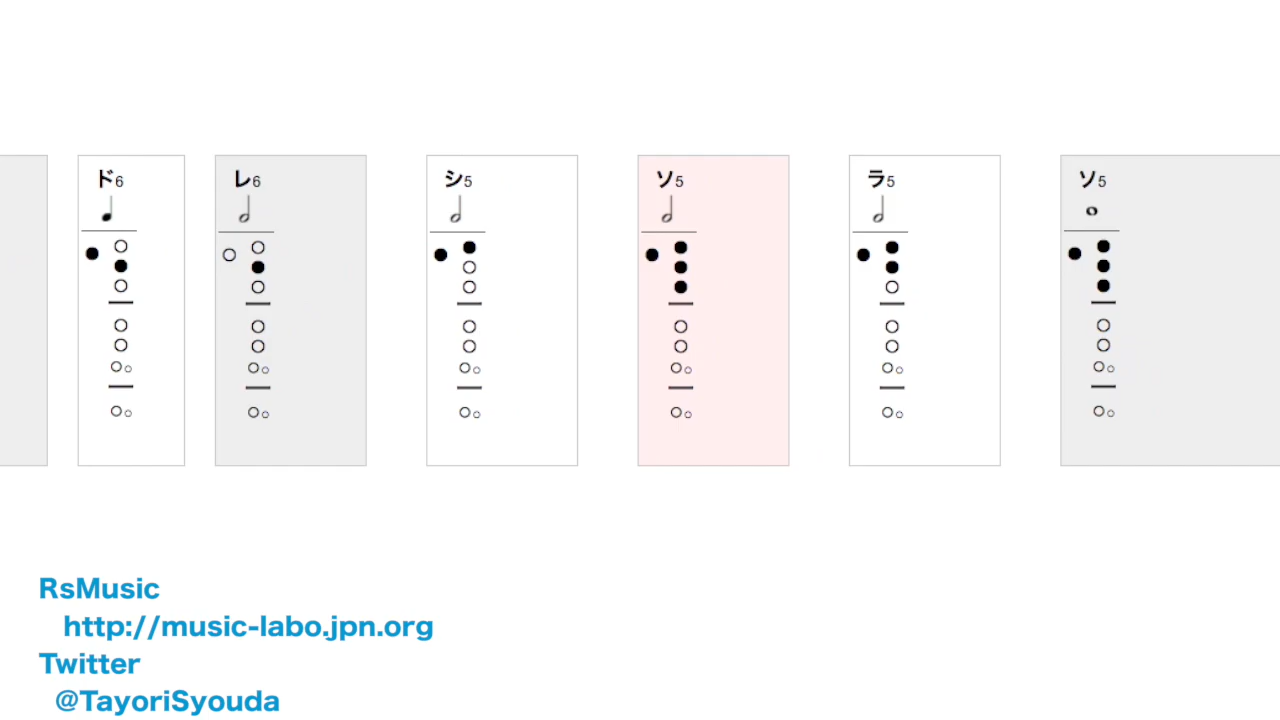 ド6 レ6 シ5 ソ5 ラ5 ソ5
RsMusic
http://music-labo.jpn.org
Twitter
@TayoriSyouda